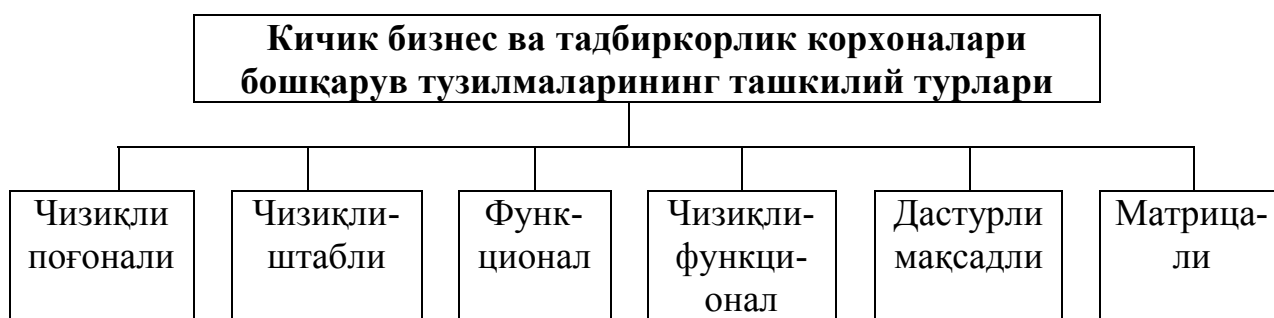 Кичик бизнес ва тадбиркорлик корхоналари
бошқарув тузилмаларининг ташкилий турлари
Чизиқли
поғонали
Чизиқли-
штабли
Функ-
ционал
Чизиқли-
функци-
онал
Дастурли
мақсадли
Матрица-
ли